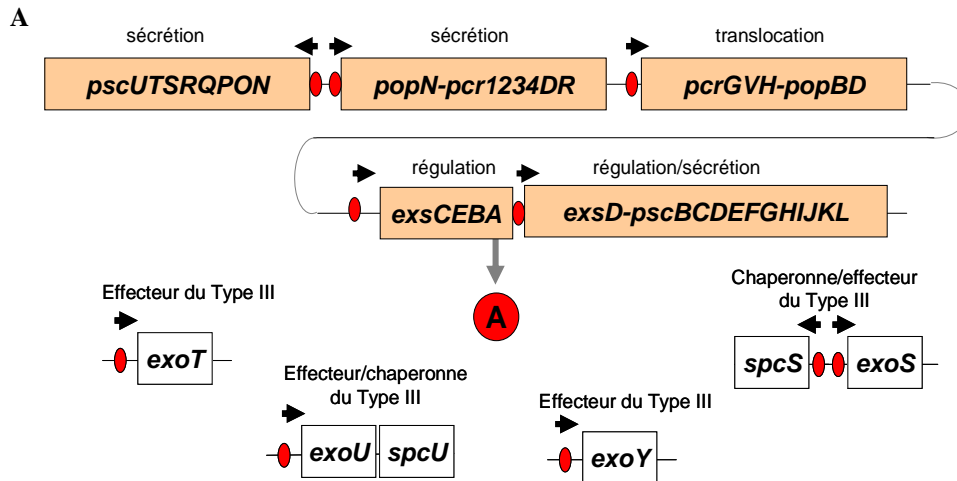 A
sécrétion
sécrétion
translocation
pscUTSRQPON
popN-pcr1234DR
pcrGVH-popBD
régulation
régulation/sécrétion
exsCEBA
exsD-pscBCDEFGHIJKL
A
Effecteur du Type III
exoT
Chaperonne/effecteur
du Type III
spcS
exoS
Effecteur/chaperonne
du Type III
exoU
spcU
Effecteur du Type III
exoY